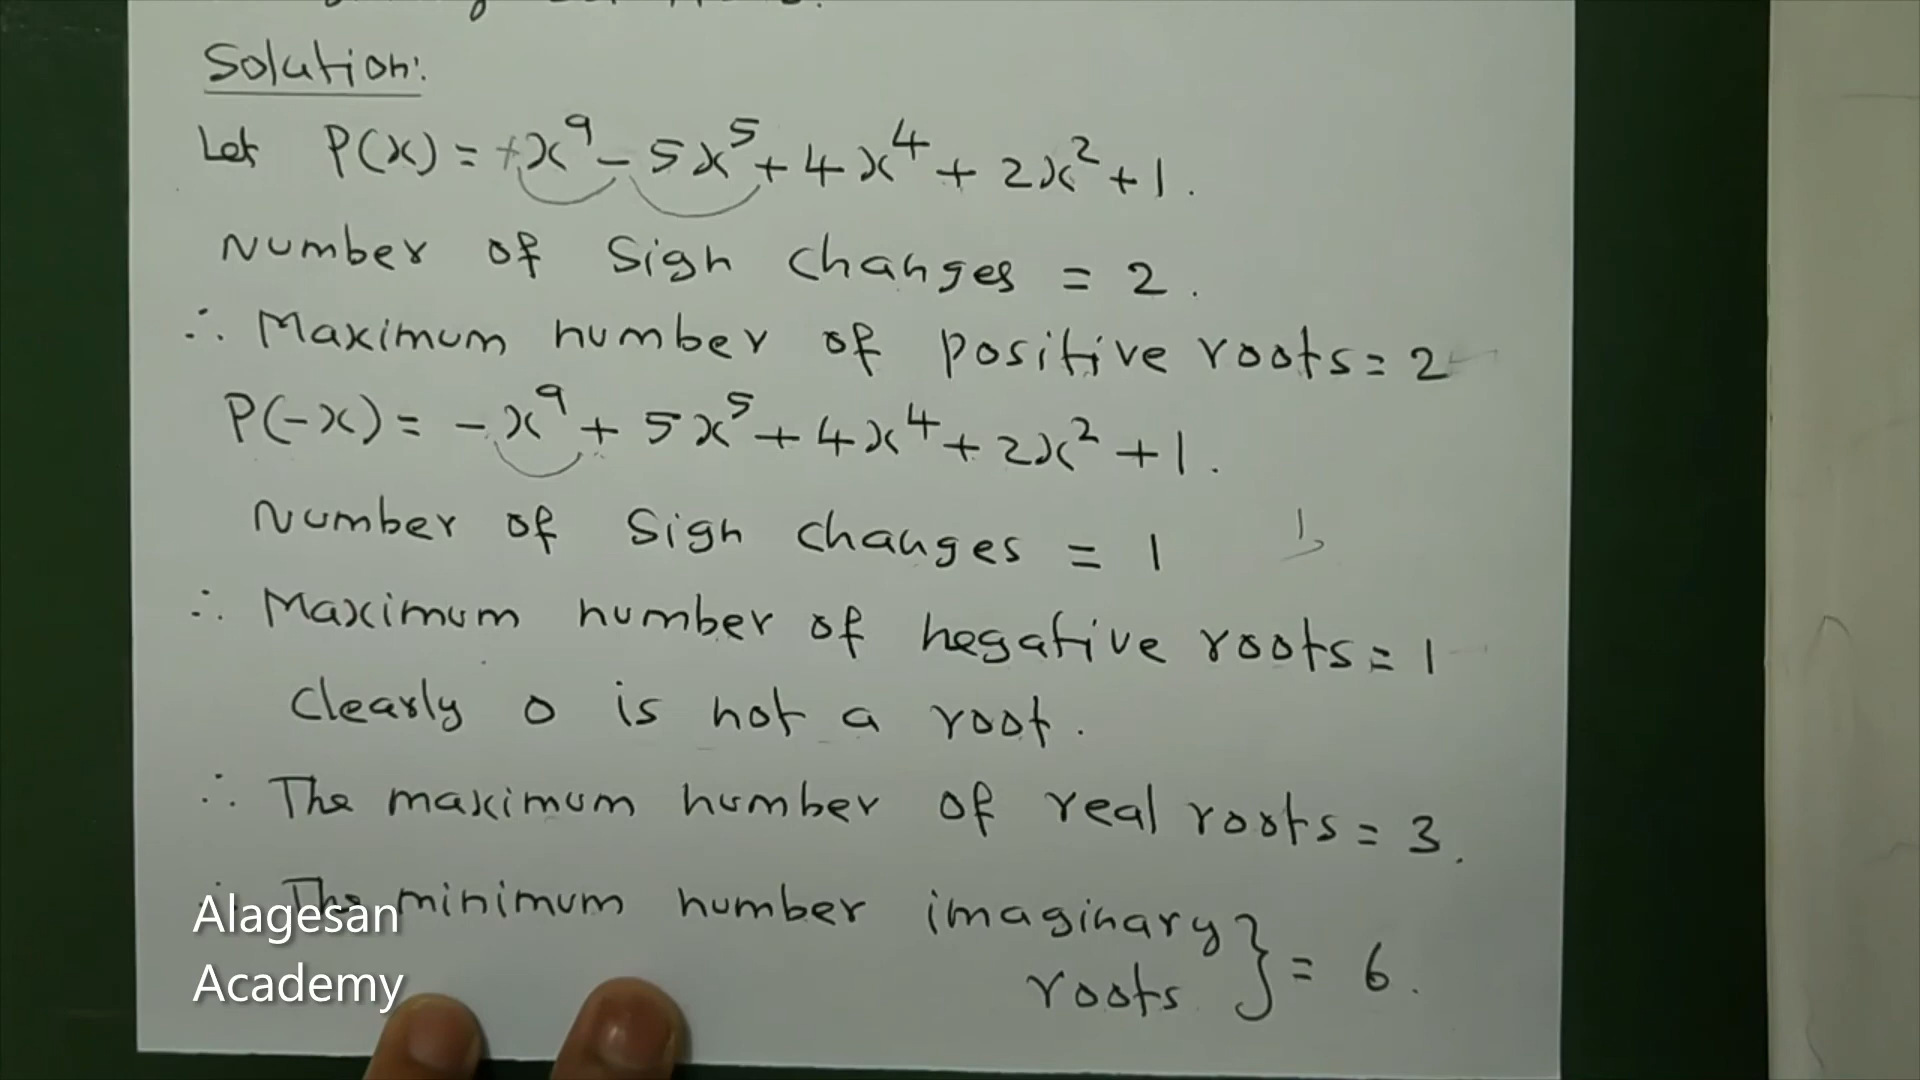 Solution:
Let P(x) = +x⁹ - 5x⁵ + 4x⁴ + 2x² + 1.
Number of Sign changes = 2.
∴ Maximum number of positive roots = 2
P(-x) = -x⁹ + 5x⁵ + 4x⁴ + 2x² + 1.
Number of Sign changes = 1
∴ Maximum number of negative roots = 1
Clearly 0 is not a root.
∴ The maximum number of real roots = 3.
∴ The minimum number imaginary
roots } = 6.
Alagesan
Academy